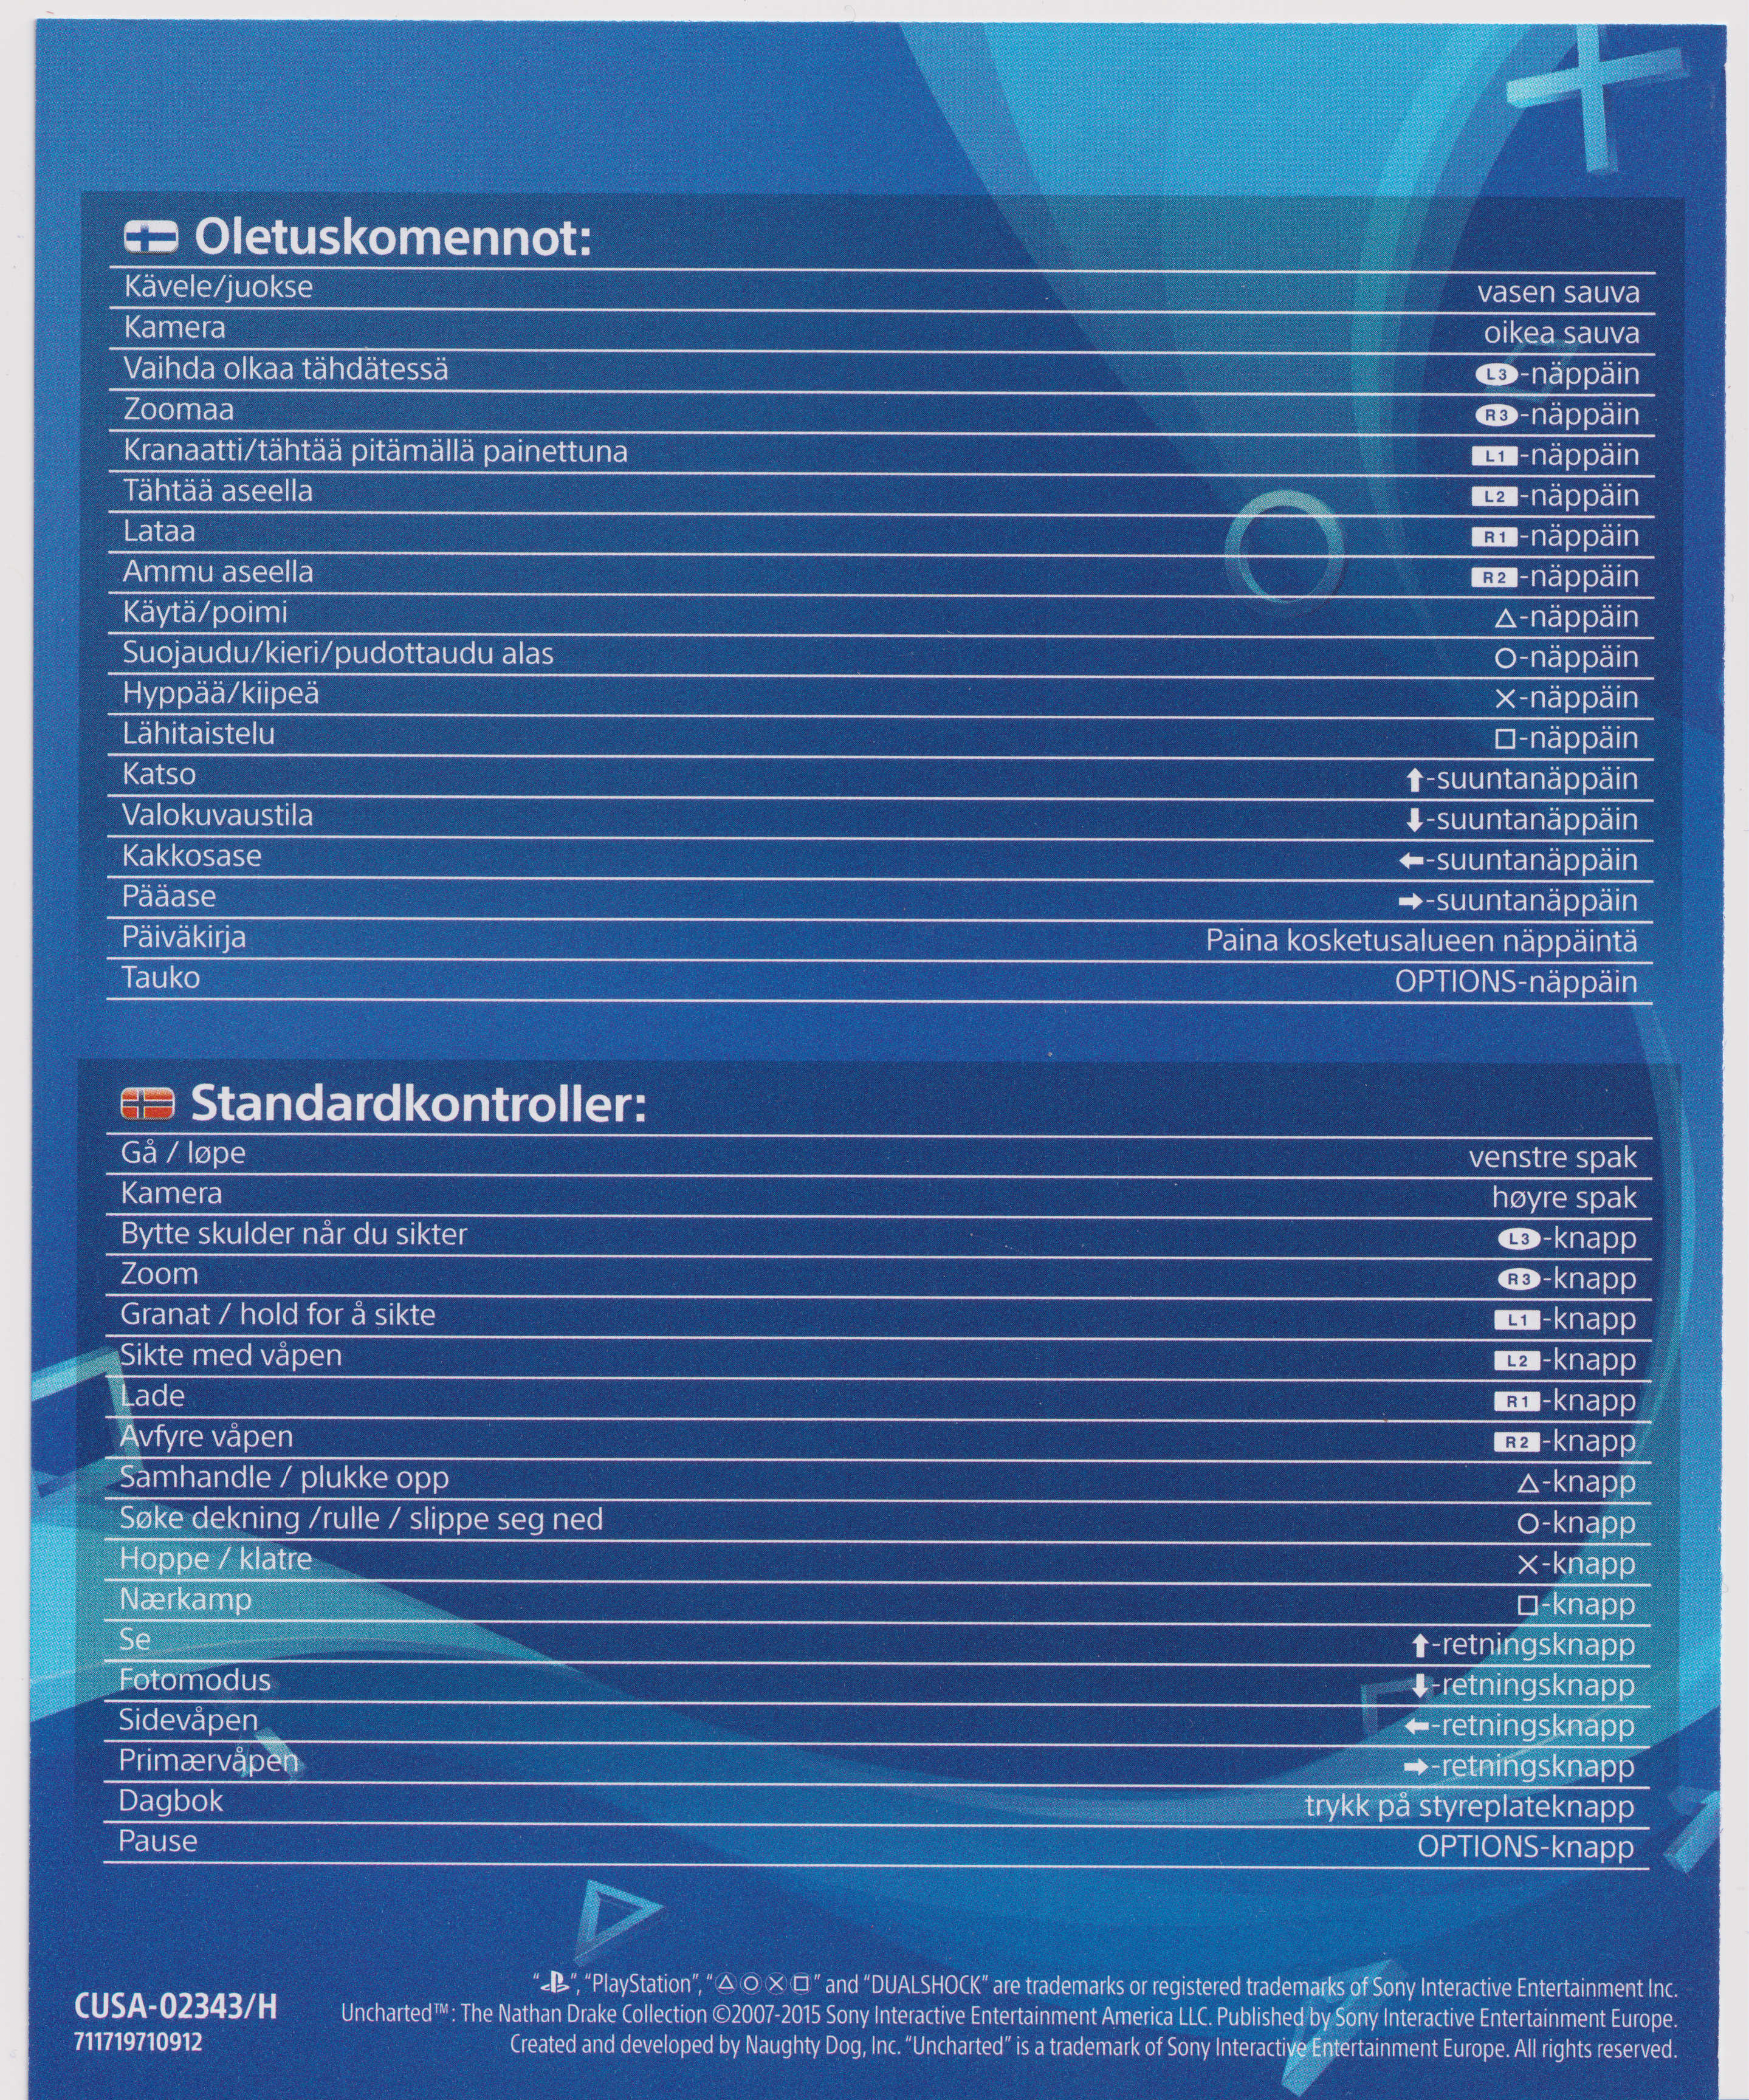 Oletuskomennot:
Kävele/juokse vasen sauva
Kamera oikea sauva
Vaihda olkaa tähdätessä L3-näppäin
Zoomaa R3-näppäin
Kranaatti/tähtää pitämällä painettuna L1-näppäin
Tähtää aseella L2-näppäin
Lataa R1-näppäin
Ammu aseella R2-näppäin
Käytä/poimi △-näppäin
Suojaudu/kieri/pudottaudu alas ○-näppäin
Hyppää/kiipeä ✕-näppäin
Lähitaistelu □-näppäin
Katso ⬆-suuntanäppäin
Valokuvaustila ⬇-suuntanäppäin
Kakkosase ⬅-suuntanäppäin
Pääase ➡-suuntanäppäin
Päiväkirja Paina kosketusalueen näppäintä
Tauko OPTIONS-näppäin
Standardkontroller:
Gå / løpe venstre spak
Kamera høyre spak
Bytte skulder når du sikter L3-knapp
Zoom R3-knapp
Granat / hold for å sikte L1-knapp
Sikte med våpen L2-knapp
Lade R1-knapp
Avfyre våpen R2-knapp
Samhandle / plukke opp △-knapp
Søke dekning /rulle / slippe seg ned ○-knapp
Hoppe / klatre ✕-knapp
Nærkamp □-knapp
Se ⬆-retningsknapp
Fotomodus ⬇-retningsknapp
Sidevåpen ⬅-retningsknapp
Primærvåpen ➡-retningsknapp
Dagbok trykk på styreplateknapp
Pause OPTIONS-knapp
CUSA-02343/H
711719710912
“PS”, “PlayStation”, “△○✕□” and “DUALSHOCK” are trademarks or registered trademarks of Sony Interactive Entertainment Inc.
Uncharted™: The Nathan Drake Collection ©2007-2015 Sony Interactive Entertainment America LLC. Published by Sony Interactive Entertainment Europe.
Created and developed by Naughty Dog, Inc. “Uncharted” is a trademark of Sony Interactive Entertainment Europe. All rights reserved.